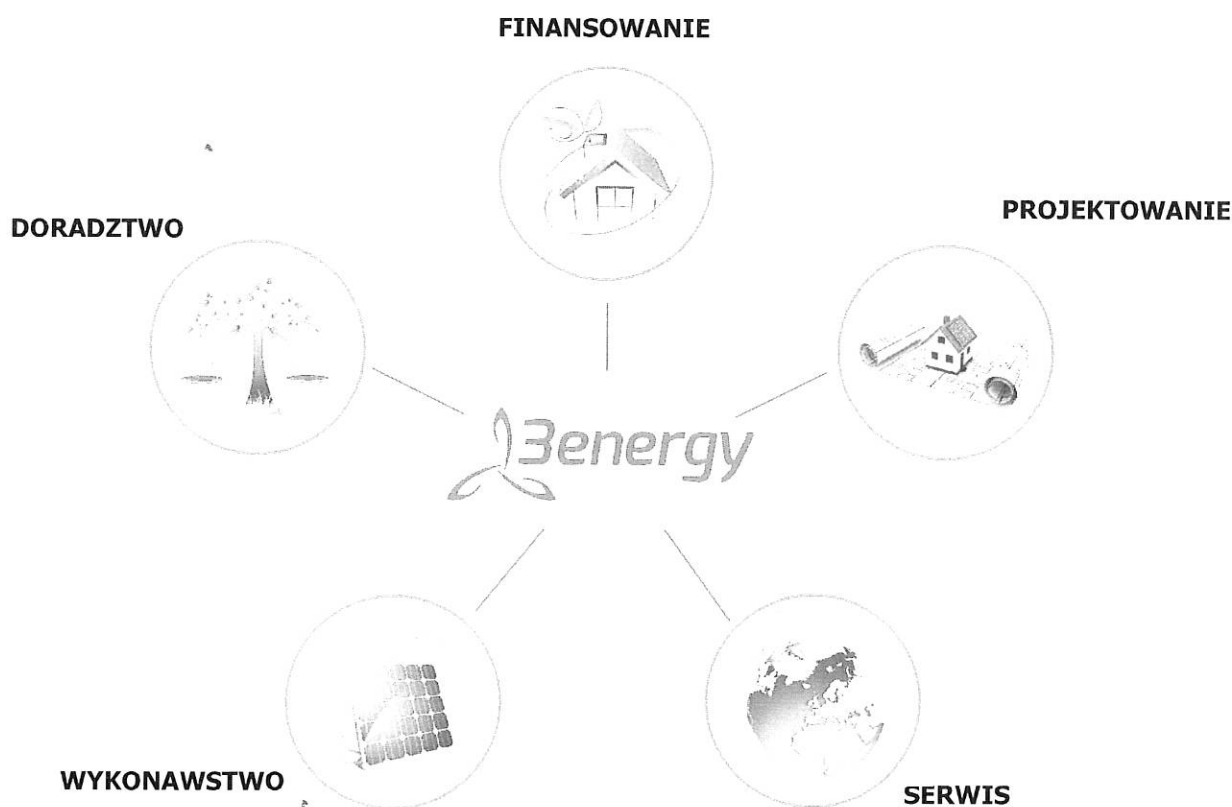 FINANSOWANIE
PROJEKTOWANIE
DORADZTWO
3energy
WYKONAWSTWO
SERWIS